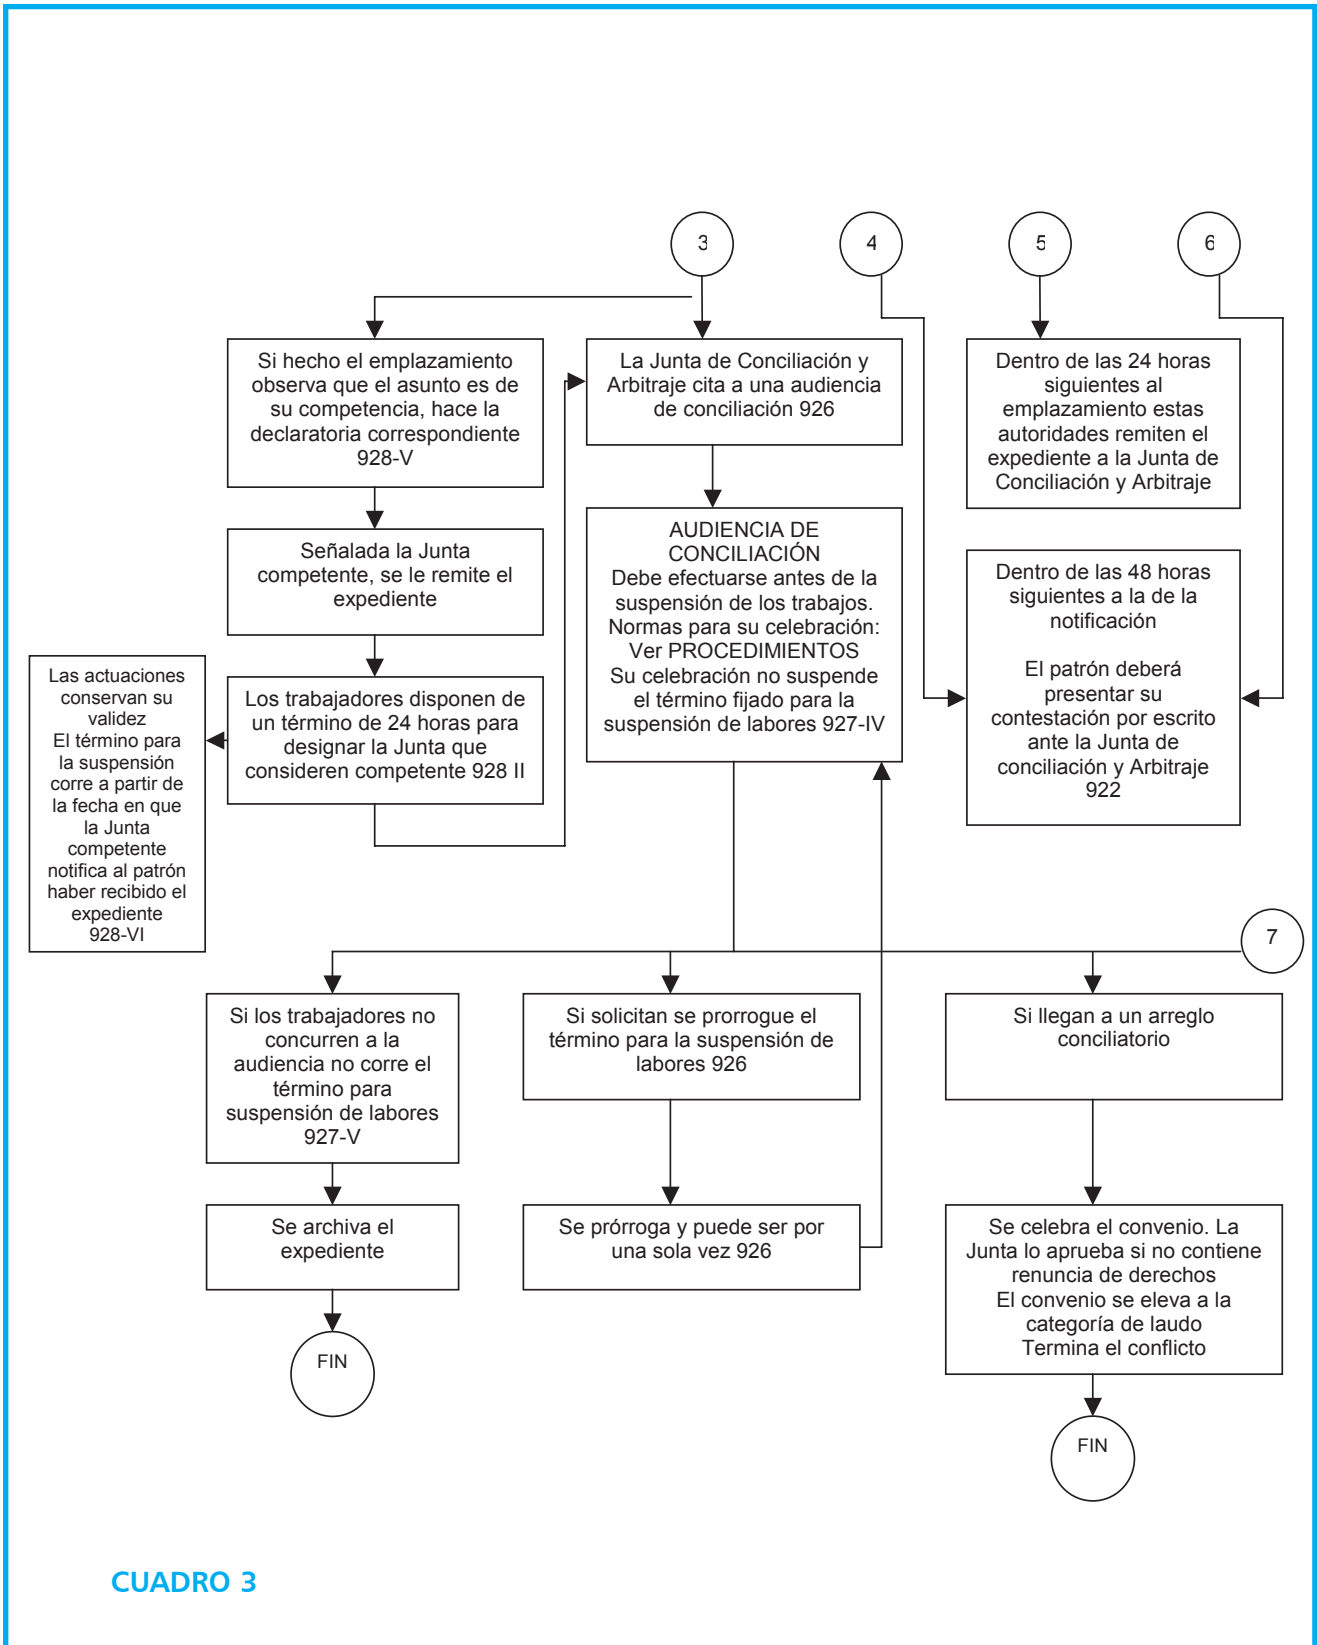 3
4
5
6
Si hecho el emplazamiento
observa que el asunto es de
su competencia, hace la
declaratoria correspondiente
928-V
La Junta de Conciliación y
Arbitraje cita a una audiencia
de conciliación 926
Dentro de las 24 horas
siguientes al
emplazamiento estas
autoridades remiten el
expediente a la Junta de
Conciliación y Arbitraje
Señalada la Junta
competente, se le remite el
expediente
AUDIENCIA DE
CONCILIACIÓN
Debe efectuarse antes de la
suspensión de los trabajos.
Normas para su celebración:
Ver PROCEDIMIENTOS
Su celebración no suspende
el término fijado para la
suspensión de labores 927-IV
Dentro de las 48 horas
siguientes a la de la
notificación
El patrón deberá
presentar su
contestación por escrito
ante la Junta de
conciliación y Arbitraje
922
Las actuaciones
conservan su
validez
El término para
la suspensión
corre a partir de
la fecha en que
la Junta
competente
notifica al patrón
haber recibido el
expediente
928-VI
Los trabajadores disponen de
un término de 24 horas para
designar la Junta que
consideren competente 928 II
7
Si los trabajadores no
concurren a la
audiencia no corre el
término para
suspensión de labores
927-V
Si solicitan se prorrogue el
término para la suspensión de
labores 926
Si llegan a un arreglo
conciliatorio
Se archiva el
expediente
Se prórroga y puede ser por
una sola vez 926
Se celebra el convenio. La
Junta lo aprueba si no contiene
renuncia de derechos
El convenio se eleva a la
categoría de laudo
Termina el conflicto
FIN
FIN
CUADRO 3